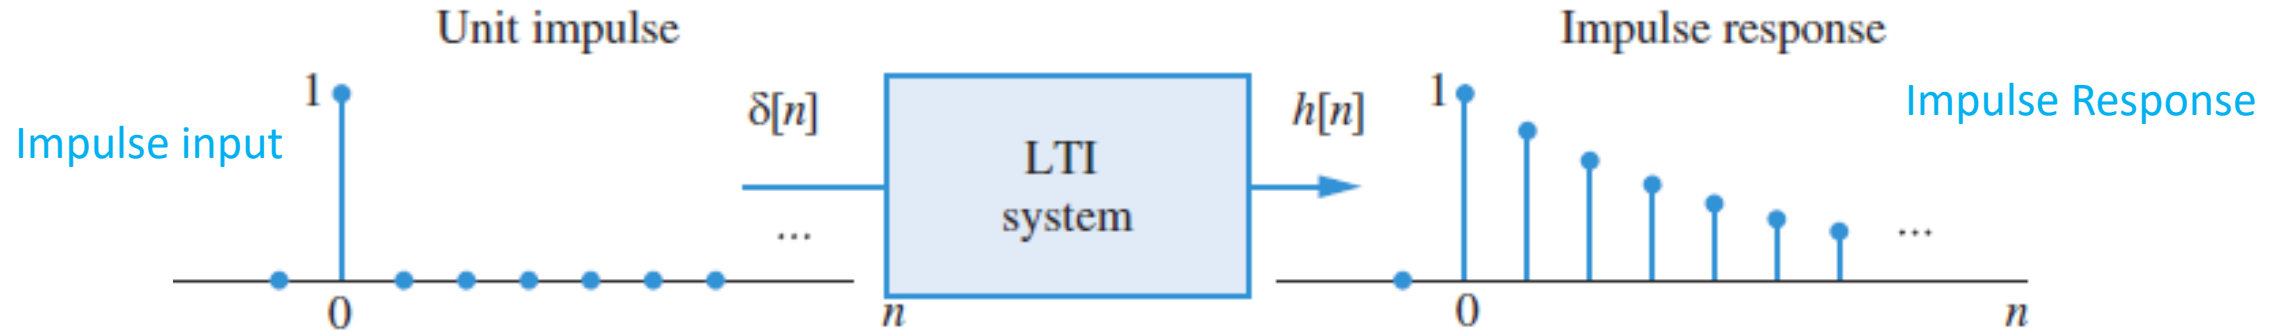 Unit impulse
Impulse response
Impulse input
1
δ[n]
LTI
system
h[n]
1
Impulse Response
...
...
0
n
0
n